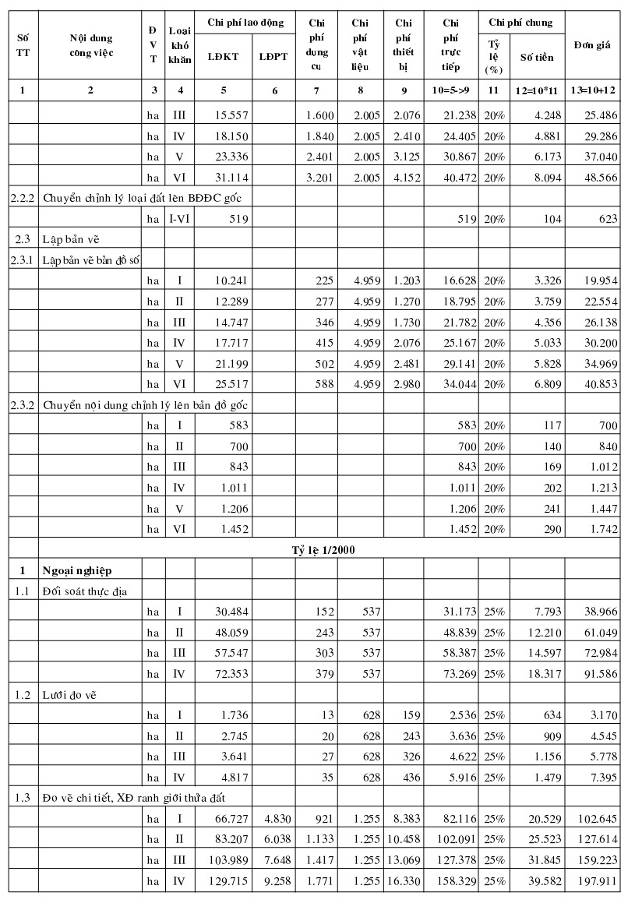 Số TT | Nội dung công việc | Đ V T | Loại khó khăn | Chi phí lao động | Chi phí dụng cụ | Chi phí vật liệu | Chi phí thiết bị | Chi phí trực tiếp | Chi phí chung | Đơn giá
LĐKT | LĐPT | Tỷ lệ (%) | Số tiền
1 | 2 | 3 | 4 | 5 | 6 | 7 | 8 | 9 | 10=5->9 | 11 | 12=10*11 | 13=10+12
ha | III | 15.557 | 1.600 | 2.005 | 2.076 | 21.238 | 20% | 4.248 | 25.486
ha | IV | 18.150 | 1.840 | 2.005 | 2.410 | 24.405 | 20% | 4.881 | 29.286
ha | V | 23.336 | 2.401 | 2.005 | 3.125 | 30.867 | 20% | 6.173 | 37.040
ha | VI | 31.114 | 3.201 | 2.005 | 4.152 | 40.472 | 20% | 8.094 | 48.566
2.2.2 | Chuyển chỉnh lý loại đất lên BĐĐC gốc
ha | I-VI | 519 | 519 | 20% | 104 | 623
2.3 | Lập bản vẽ
2.3.1 | Lập bản vẽ bản đồ số
ha | I | 10.241 | 225 | 4.959 | 1.203 | 16.628 | 20% | 3.326 | 19.954
ha | II | 12.289 | 277 | 4.959 | 1.270 | 18.795 | 20% | 3.759 | 22.554
ha | III | 14.747 | 346 | 4.959 | 1.730 | 21.782 | 20% | 4.356 | 26.138
ha | IV | 17.717 | 415 | 4.959 | 2.076 | 25.167 | 20% | 5.033 | 30.200
ha | V | 21.199 | 502 | 4.959 | 2.481 | 29.141 | 20% | 5.828 | 34.969
ha | VI | 25.517 | 588 | 4.959 | 2.980 | 34.044 | 20% | 6.809 | 40.853
2.3.2 | Chuyển nội dung chỉnh lý lên bản đồ gốc
ha | I | 583 | 583 | 20% | 117 | 700
ha | II | 700 | 700 | 20% | 140 | 840
ha | III | 843 | 843 | 20% | 169 | 1.012
ha | IV | 1.011 | 1.011 | 20% | 202 | 1.213
ha | V | 1.206 | 1.206 | 20% | 241 | 1.447
ha | VI | 1.452 | 1.452 | 20% | 290 | 1.742
Tỷ lệ 1/2000
1 | Ngoại nghiệp
1.1 | Đối soát thực địa
ha | I | 30.484 | 152 | 537 | 31.173 | 25% | 7.793 | 38.966
ha | II | 48.059 | 243 | 537 | 48.839 | 25% | 12.210 | 61.049
ha | III | 57.547 | 303 | 537 | 58.387 | 25% | 14.597 | 72.984
ha | IV | 72.353 | 379 | 537 | 73.269 | 25% | 18.317 | 91.586
1.2 | Lưới đo vẽ
ha | I | 1.736 | 13 | 628 | 159 | 2.536 | 25% | 634 | 3.170
ha | II | 2.745 | 20 | 628 | 243 | 3.636 | 25% | 909 | 4.545
ha | III | 3.641 | 27 | 628 | 326 | 4.622 | 25% | 1.156 | 5.778
ha | IV | 4.817 | 35 | 628 | 436 | 5.916 | 25% | 1.479 | 7.395
1.3 | Đo vẽ chi tiết, XĐ ranh giới thửa đất
ha | I | 66.727 | 4.830 | 921 | 1.255 | 8.383 | 82.116 | 25% | 20.529 | 102.645
ha | II | 83.207 | 6.038 | 1.133 | 1.255 | 10.458 | 102.091 | 25% | 25.523 | 127.614
ha | III | 103.989 | 7.648 | 1.417 | 1.255 | 13.069 | 127.378 | 25% | 31.845 | 159.223
ha | IV | 129.715 | 9.258 | 1.771 | 1.255 | 16.330 | 158.329 | 25% | 39.582 | 197.911